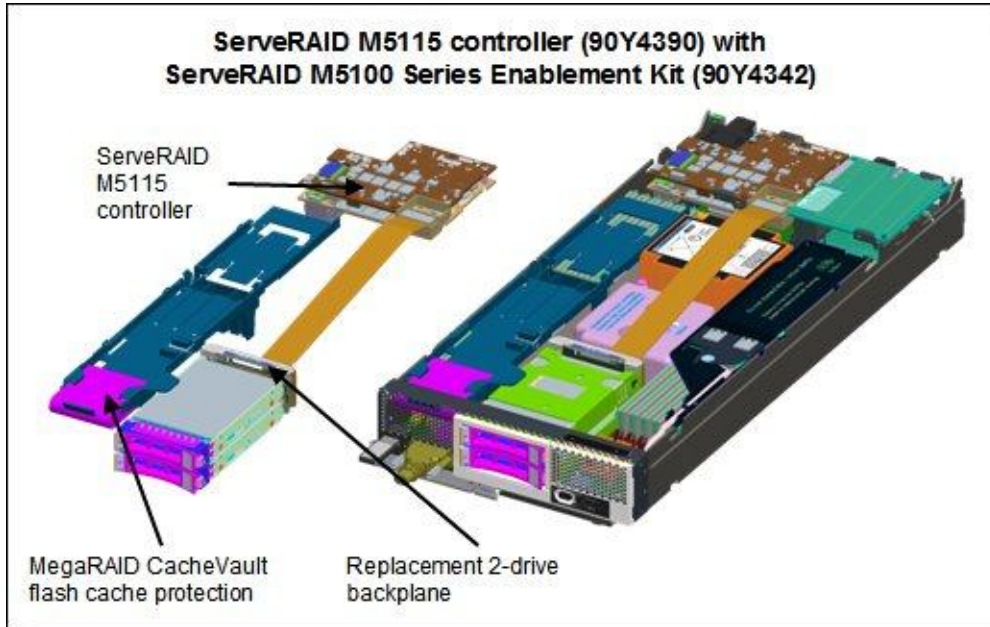 ServeRAID M5115 controller (90Y4390) with
ServeRAID M5100 Series Enablement Kit (90Y4342)
ServeRAID
M5115
controller
MegaRAID CacheVault
flash cache protection
Replacement 2-drive
backplane